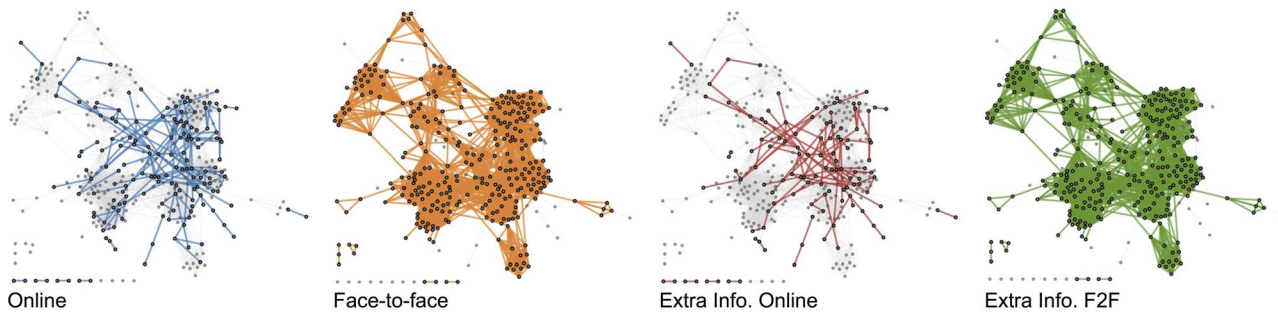 Online
Face-to-face
Extra Info. Online
Extra Info. F2F